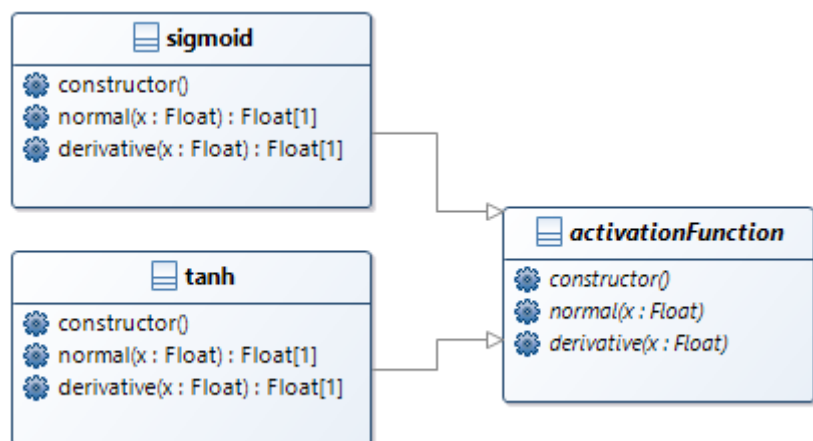 sigmoid
constructor()
normal(x : Float) : Float[1]
derivative(x : Float) : Float[1]
tanh
constructor()
normal(x : Float) : Float[1]
derivative(x : Float) : Float[1]
activationFunction
constructor()
normal(x : Float)
derivative(x : Float)